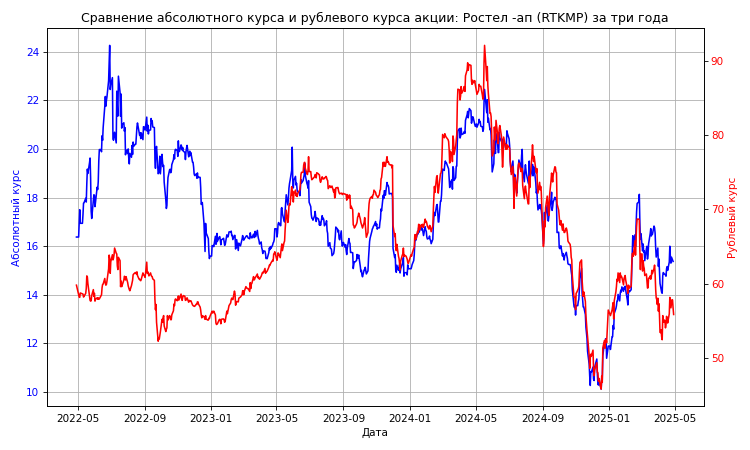 Сравнение абсолютного курса и рублевого курса акции: Ростел -ап (RTKMP) за три года
24
22
20
18
16
14
12
10
Абсолютный курс
90
80
70
60
50
Рублевый курс
2022-05 2022-09 2023-01 2023-05 2023-09 2024-01 2024-05 2024-09 2025-01 2025-05
Дата